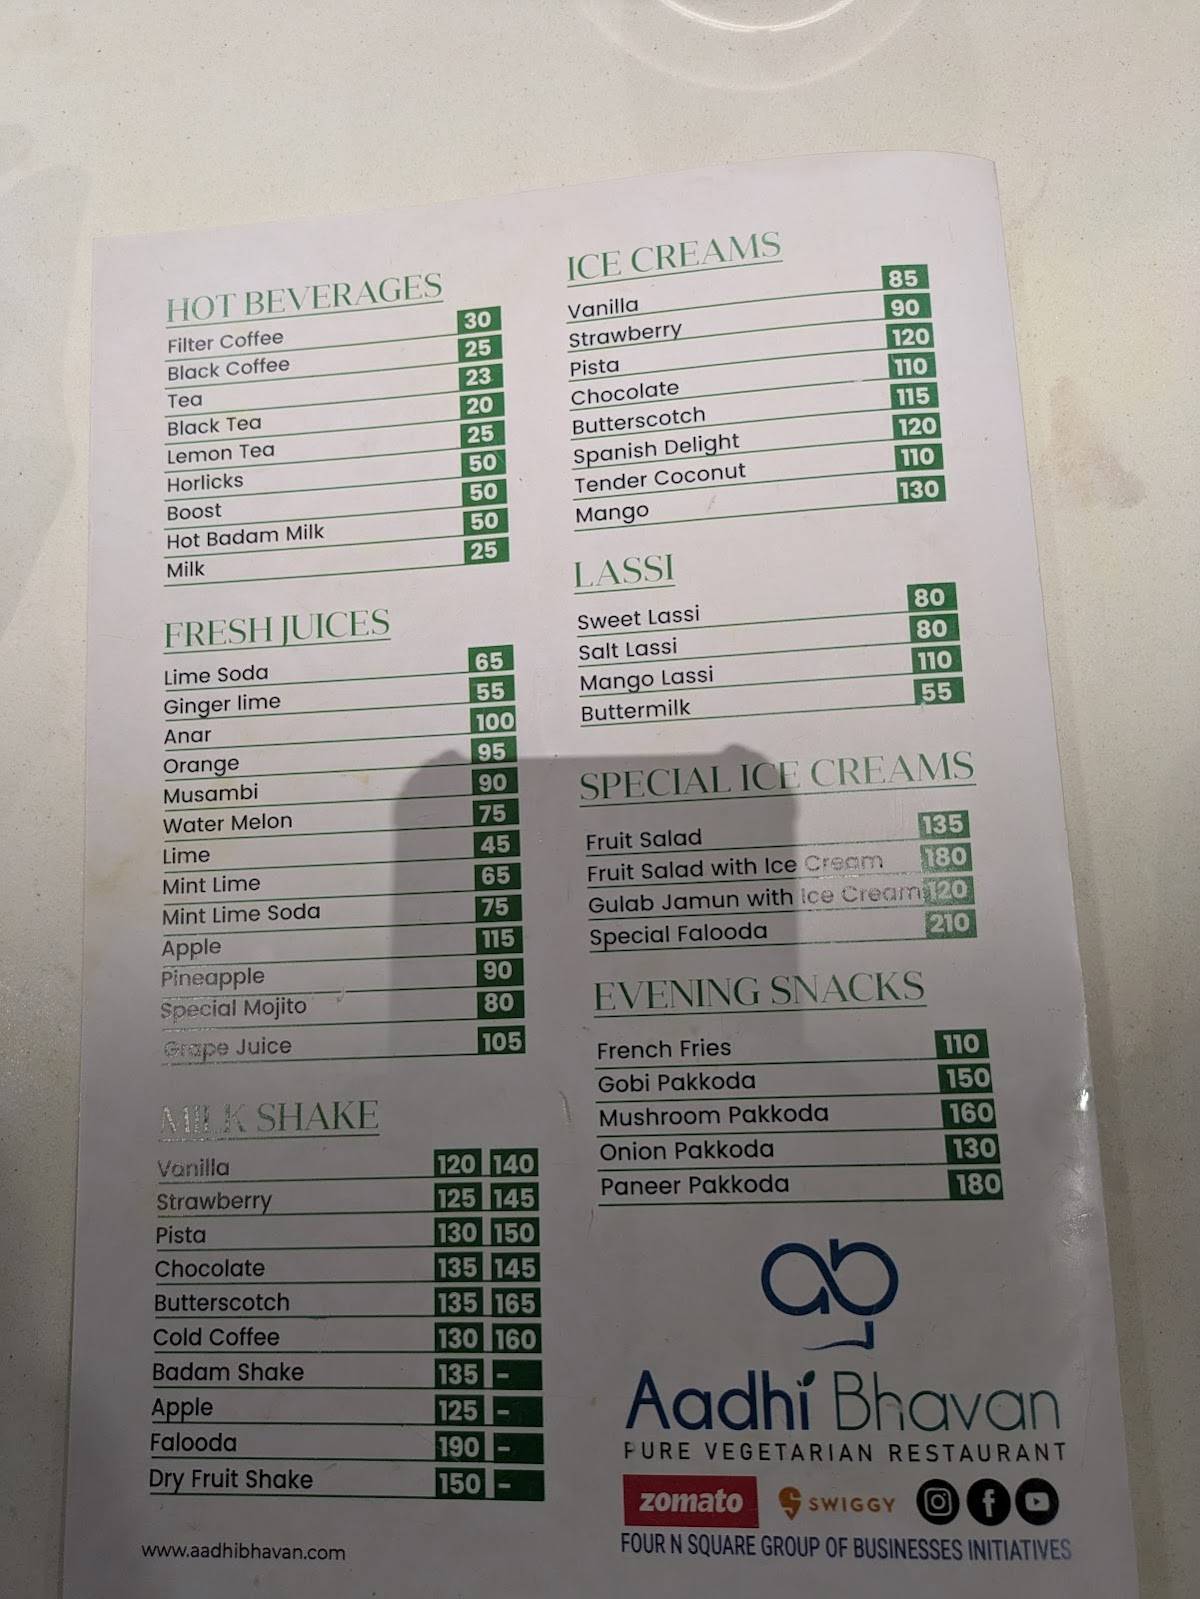 HOT BEVERAGES
Filter Coffee 30
Black Coffee 25
Tea 23
Black Tea 20
Lemon Tea 25
Horlicks 50
Boost 50
Hot Badam Milk 50
Milk 25
FRESH JUICES
Lime Soda 65
Ginger lime 55
Anar 100
Orange 95
Musambi 90
Water Melon 75
Lime 45
Mint Lime 65
Mint Lime Soda 75
Apple 115
Pineapple 90
Special Mojito 80
Grape Juice 105
MILK SHAKE
Vanilla 120 140
Strawberry 125 145
Pista 130 150
Chocolate 135 145
Butterscotch 135 165
Cold Coffee 130 160
Badam Shake 135 -
Apple 125 -
Falooda 190 -
Dry Fruit Shake 150 -
www.aadhibhavan.com
ICE CREAMS
Vanilla 85
Strawberry 90
Pista 120
Chocolate 110
Butterscotch 115
Spanish Delight 120
Tender Coconut 110
Mango 130
LASSI
Sweet Lassi 80
Salt Lassi 80
Mango Lassi 110
Buttermilk 55
SPECIAL ICE CREAMS
Fruit Salad 135
Fruit Salad with Ice Cream 180
Gulab Jamun with Ice Cream 120
Special Falooda 210
EVENING SNACKS
French Fries 110
Gobi Pakkoda 150
Mushroom Pakkoda 160
Onion Pakkoda 130
Paneer Pakkoda 180
ab
Aadhi Bhavan
PURE VEGETARIAN RESTAURANT
zomato SWIGGY
FOUR N SQUARE GROUP OF BUSINESSES INITIATIVES